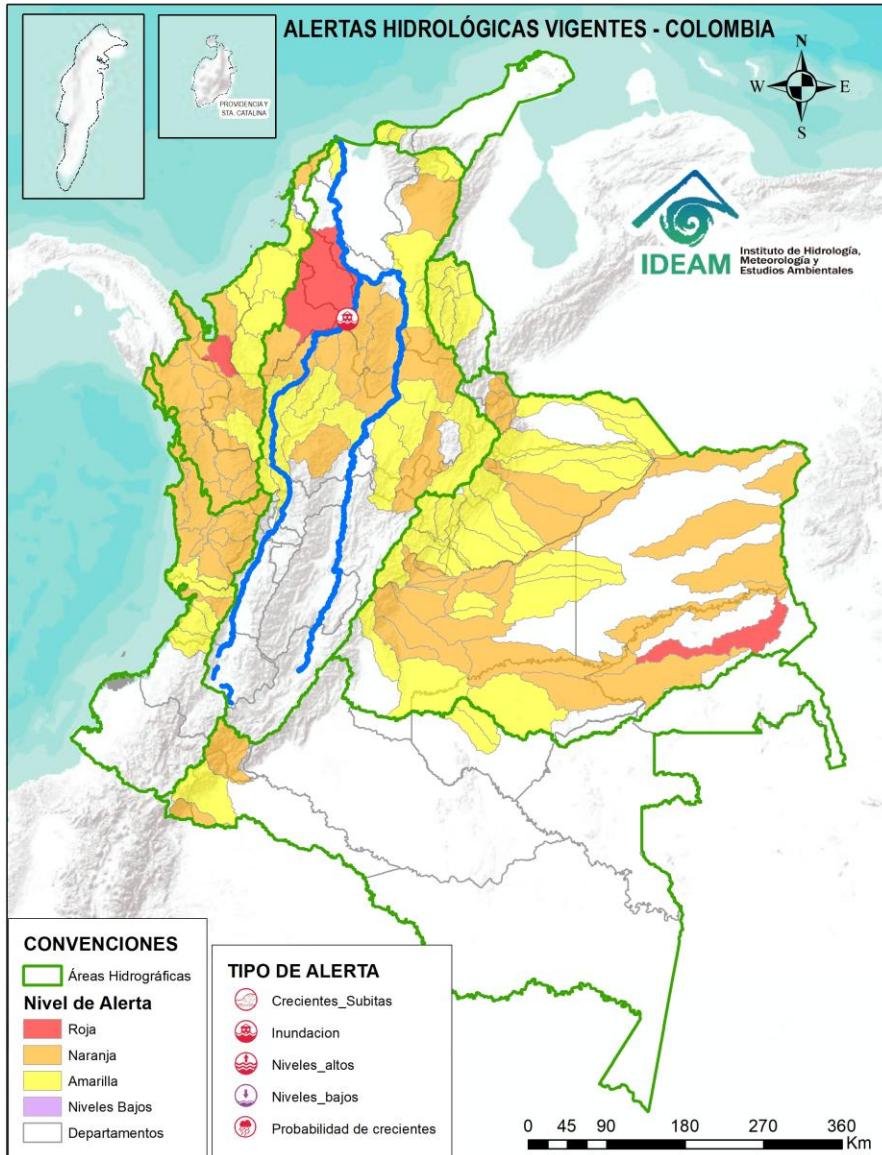 ALERTAS HIDROLÓGICAS VIGENTES - COLOMBIA
PROVIDENCIA Y
STA. CATALINA
N
W
E
S
IDEAM
Instituto de Hidrología,
Meteorología y
Estudios Ambientales
CONVENCIONES
Áreas Hidrográficas
Nivel de Alerta
Roja
Naranja
Amarilla
Niveles Bajos
Departamentos
TIPO DE ALERTA
Crecientes_Subitas
Inundacion
Niveles_altos
Niveles_bajos
Probabilidad de crecientes
0 45 90 180 270 360
Km